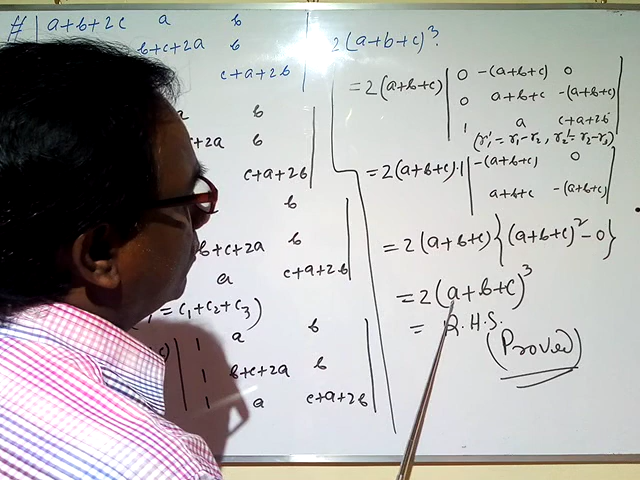 # | a+b+2c a b |
b+c+2a b 2(a+b+c)³.
c+a+2b
a b
c+2a b
c+a+2b
b
b+c+2a b
a c+a+2b
= c₁+c₂+c₃)
c) | 1 a b |
1 b+c+2a b
1 a c+a+2b
= 2(a+b+c) | 0 -(a+b+c) 0 |
0 a+b+c -(a+b+c)
1 a c+a+2b
(r₁' = r₁-r₂, r₂' = r₂-r₃)
= 2(a+b+c)·1 | -(a+b+c) 0 |
a+b+c -(a+b+c)
= 2(a+b+c) {(a+b+c)² - 0}
= 2(a+b+c)³
= R.H.S.
(Proved)